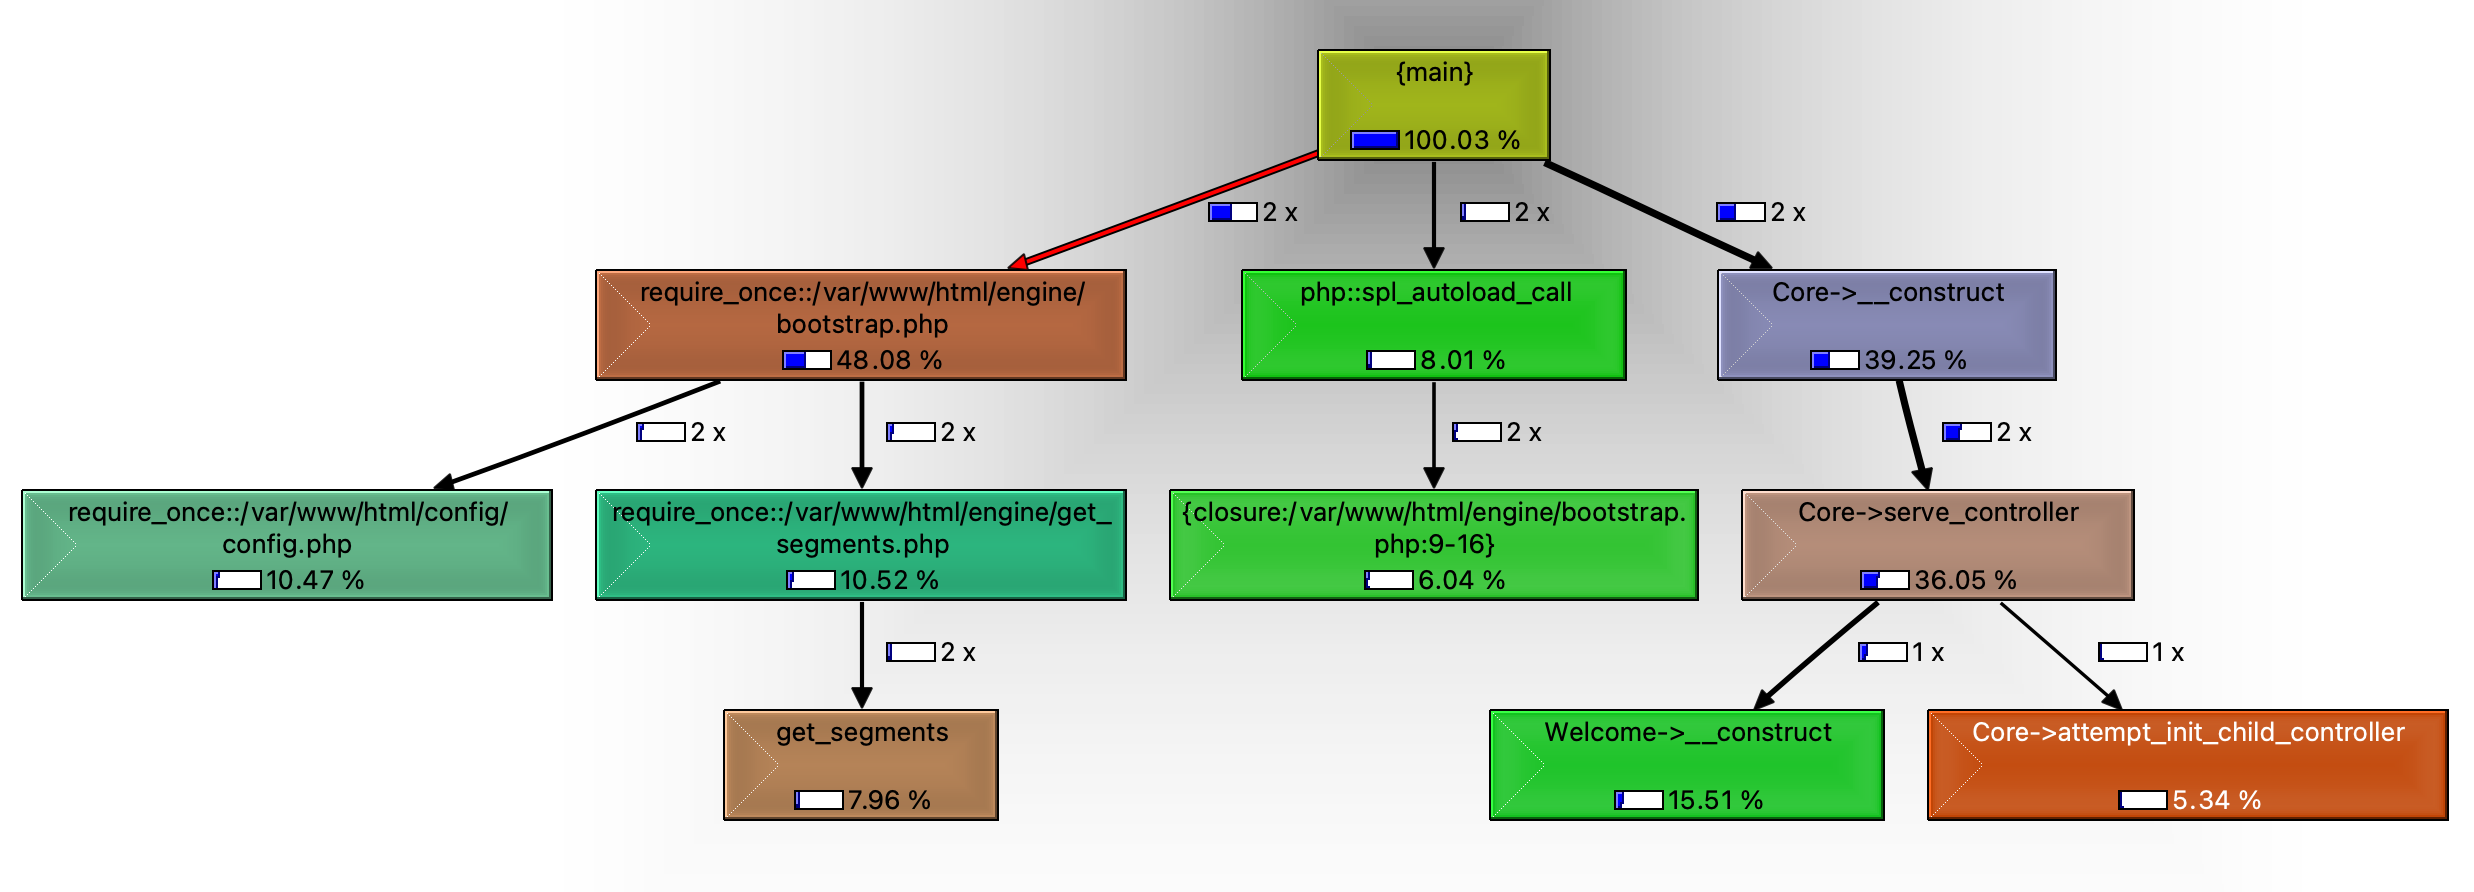 {main}
100.03 %
2 x
2 x
2 x
require_once::/var/www/html/engine/
bootstrap.php
48.08 %
php::spl_autoload_call
8.01 %
Core->__construct
39.25 %
2 x
2 x
2 x
2 x
require_once::/var/www/html/config/
config.php
10.47 %
require_once::/var/www/html/engine/get_
segments.php
10.52 %
{closure:/var/www/html/engine/bootstrap.
php:9-16}
6.04 %
Core->serve_controller
36.05 %
2 x
1 x
1 x
get_segments
7.96 %
Welcome->__construct
15.51 %
Core->attempt_init_child_controller
5.34 %